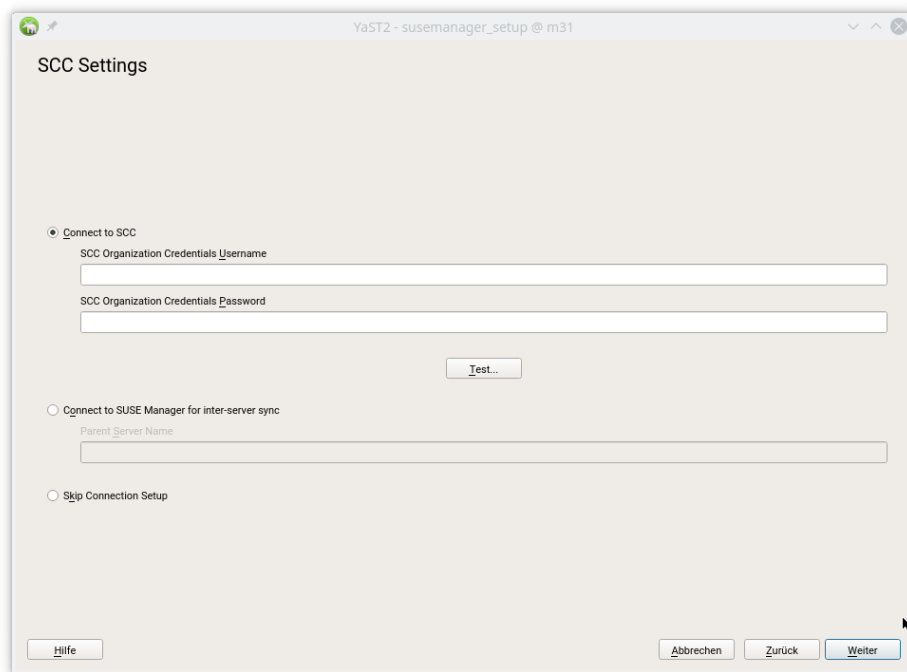 YaST2 - susemanager_setup @ m31
SCC Settings
Connect to SCC
SCC Organization Credentials Username
SCC Organization Credentials Password
Test...
Connect to SUSE Manager for inter-server sync
Parent Server Name
Skip Connection Setup
Hilfe
Abbrechen
Zurück
Weiter